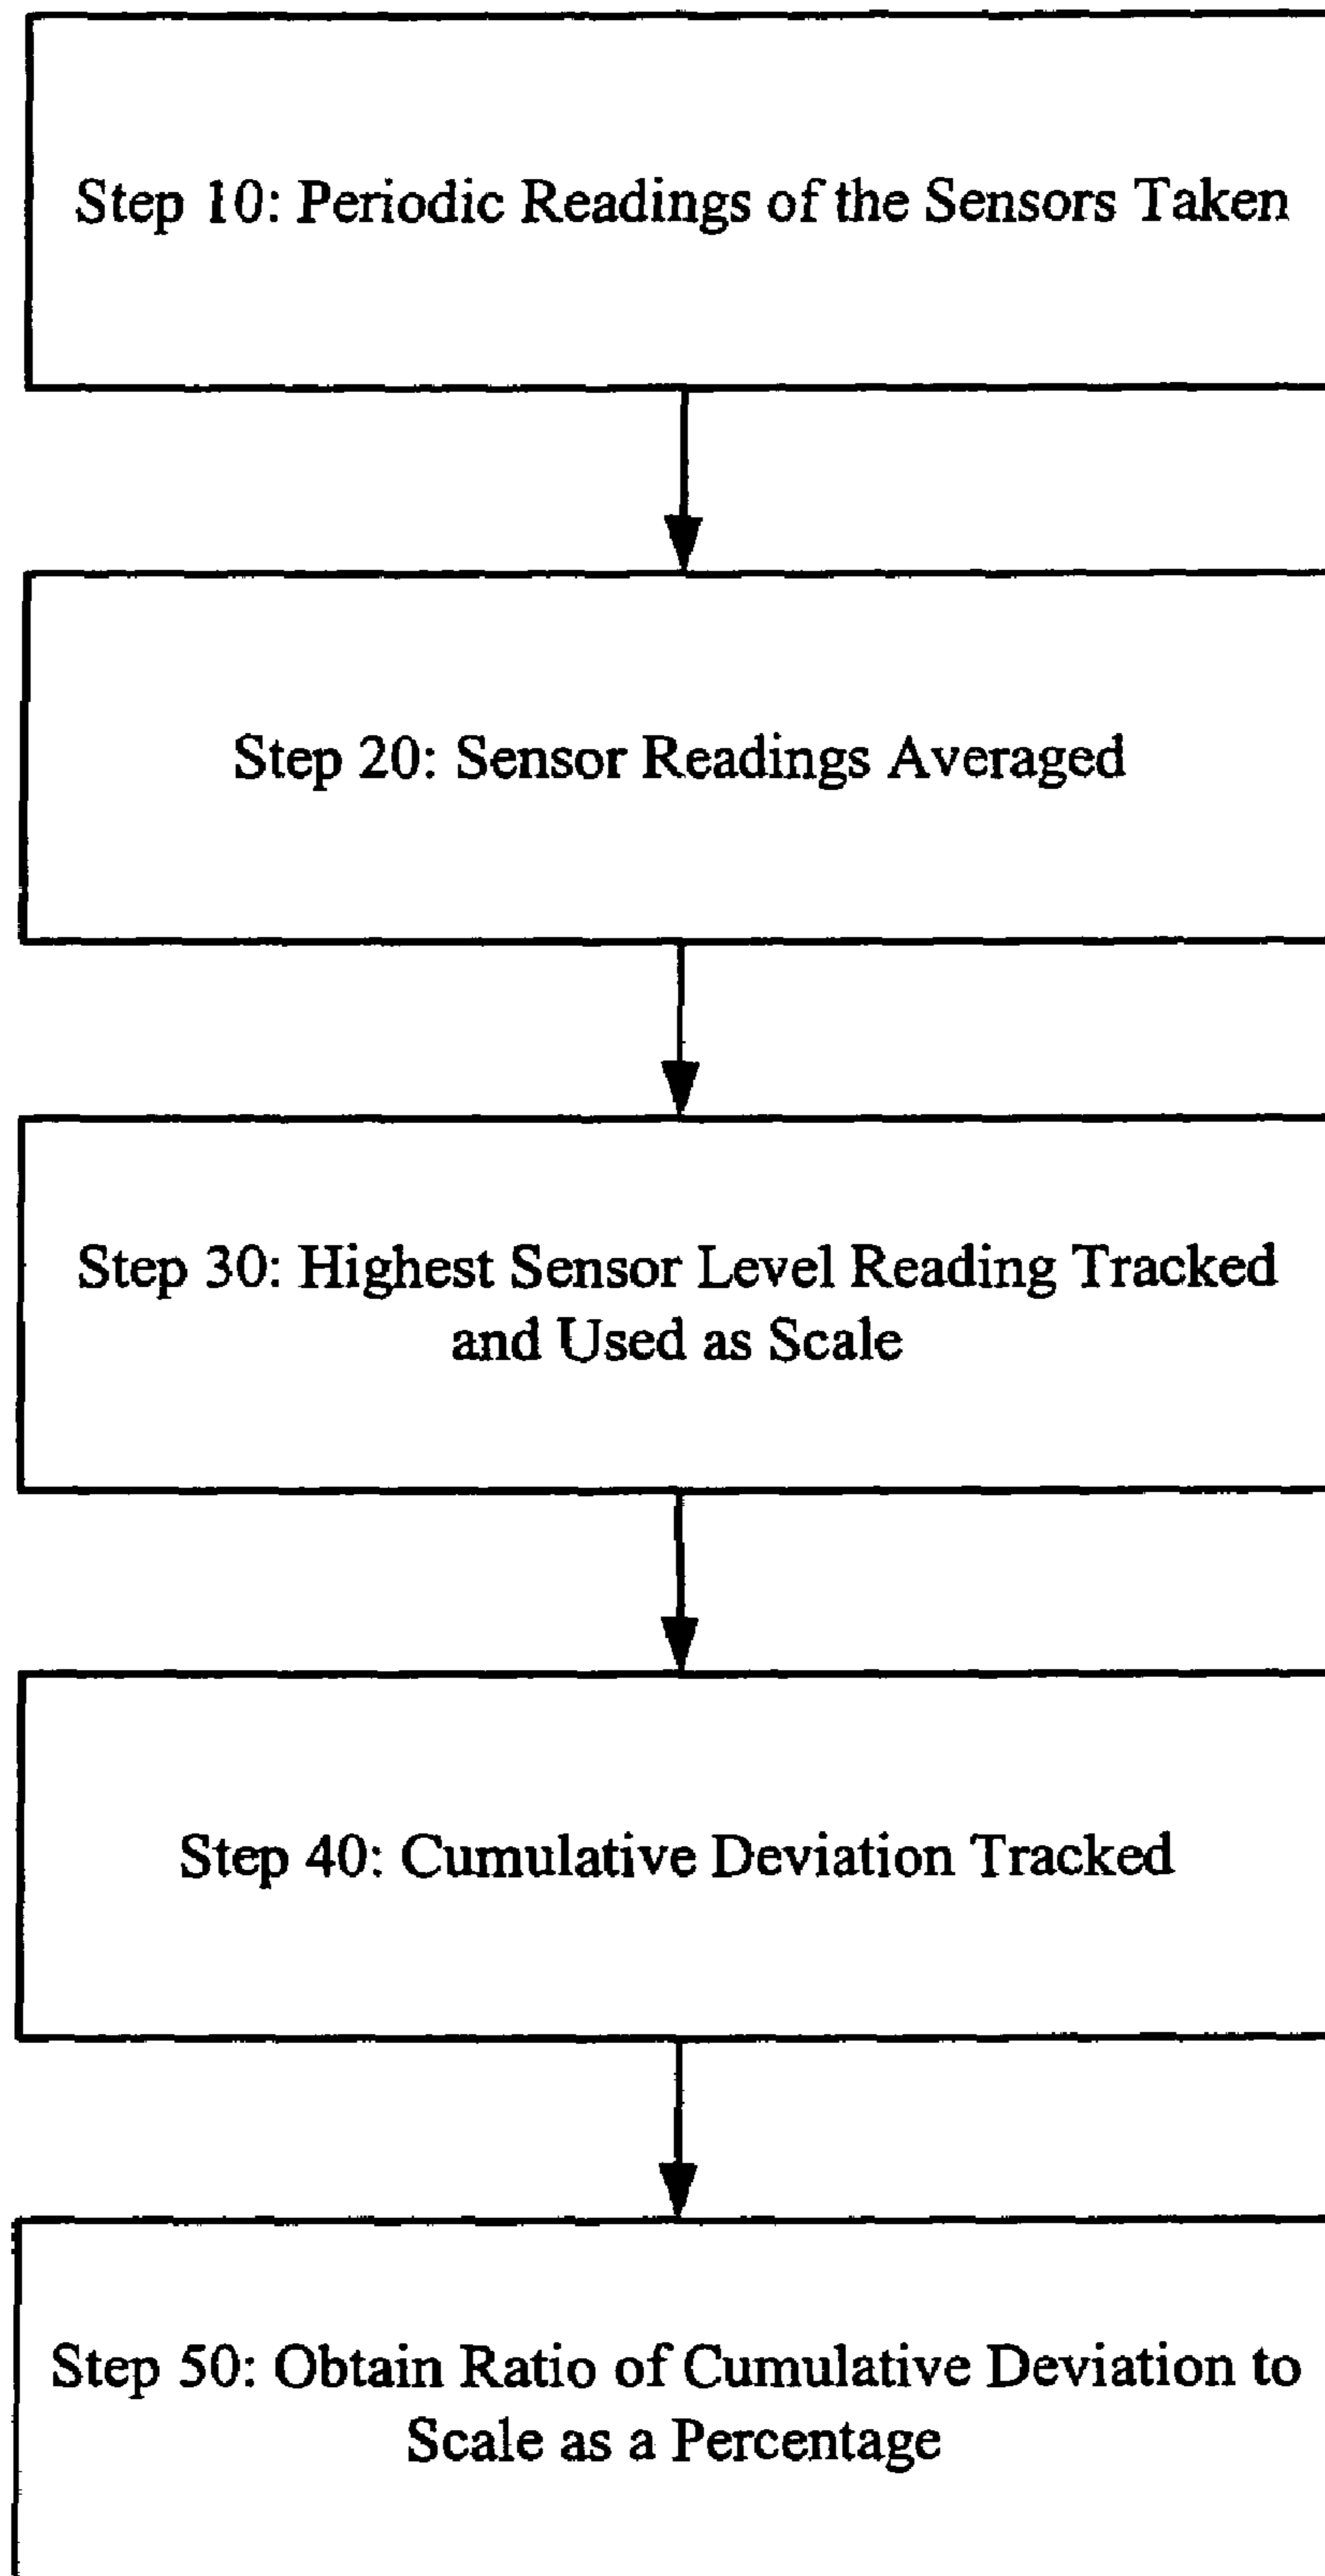 Step 10: Periodic Readings of the Sensors Taken
Step 20: Sensor Readings Averaged
Step 30: Highest Sensor Level Reading Tracked
and Used as Scale
Step 40: Cumulative Deviation Tracked
Step 50: Obtain Ratio of Cumulative Deviation to
Scale as a Percentage